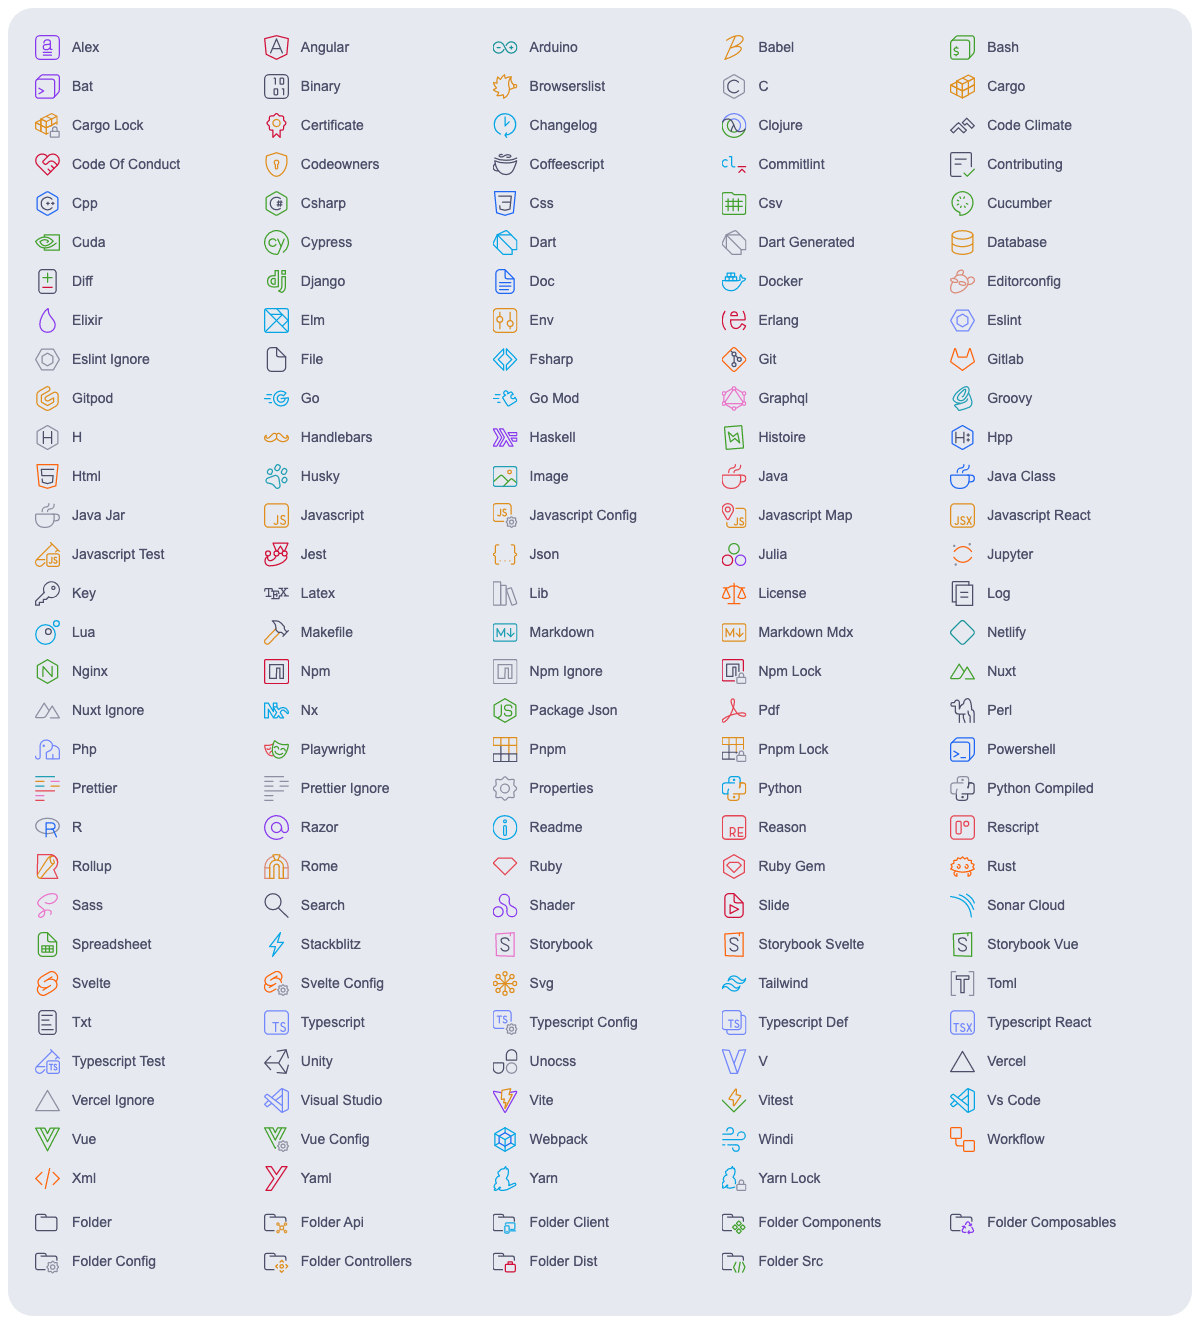 Alex Angular Arduino Babel Bash
Bat Binary Browserslist C Cargo
Cargo Lock Certificate Changelog Clojure Code Climate
Code Of Conduct Codeowners Coffeescript Commitlint Contributing
Cpp Csharp Css Csv Cucumber
Cuda Cypress Dart Dart Generated Database
Diff Django Doc Docker Editorconfig
Elixir Elm Env Erlang Eslint
Eslint Ignore File Fsharp Git Gitlab
Gitpod Go Go Mod Graphql Groovy
H Handlebars Haskell Histoire Hpp
Html Husky Image Java Java Class
Java Jar Javascript Javascript Config Javascript Map Javascript React
Javascript Test Jest Json Julia Jupyter
Key Latex Lib License Log
Lua Makefile Markdown Markdown Mdx Netlify
Nginx Npm Npm Ignore Npm Lock Nuxt
Nuxt Ignore Nx Package Json Pdf Perl
Php Playwright Pnpm Pnpm Lock Powershell
Prettier Prettier Ignore Properties Python Python Compiled
R Razor Readme Reason Rescript
Rollup Rome Ruby Ruby Gem Rust
Sass Search Shader Slide Sonar Cloud
Spreadsheet Stackblitz Storybook Storybook Svelte Storybook Vue
Svelte Svelte Config Svg Tailwind Toml
Txt Typescript Typescript Config Typescript Def Typescript React
Typescript Test Unity Unocss V Vercel
Vercel Ignore Visual Studio Vite Vitest Vs Code
Vue Vue Config Webpack Windi Workflow
Xml Yaml Yarn Yarn Lock
Folder Folder Api Folder Client Folder Components Folder Composables
Folder Config Folder Controllers Folder Dist Folder Src